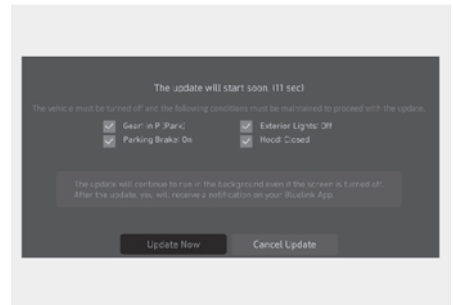 The update will start soon. (11 sec)
The vehicle must be turned off and the following conditions must be maintained to proceed with the update.
Gear: in P (Park)
Exterior Lights: Off
Parking Brake: On
Hood: Closed
The update will continue to run in the background even if the screen is turned off.
After the update, you will receive a notification on your Bluelink App.
Update Now
Cancel Update